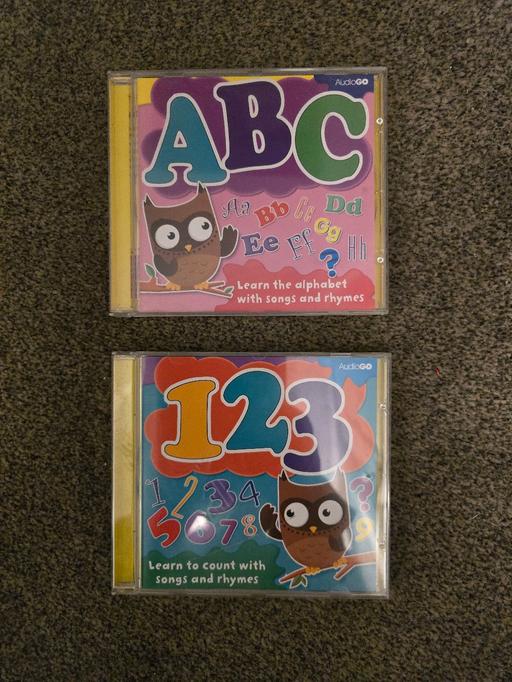 AudioGO
ABC
Aa Bb Cc Dd
Ee Ff Gg Hh
?
Learn the alphabet
with songs and rhymes
AudioGO
123
1 2 3 4 ?
5 6 7 8 9
Learn to count with
songs and rhymes